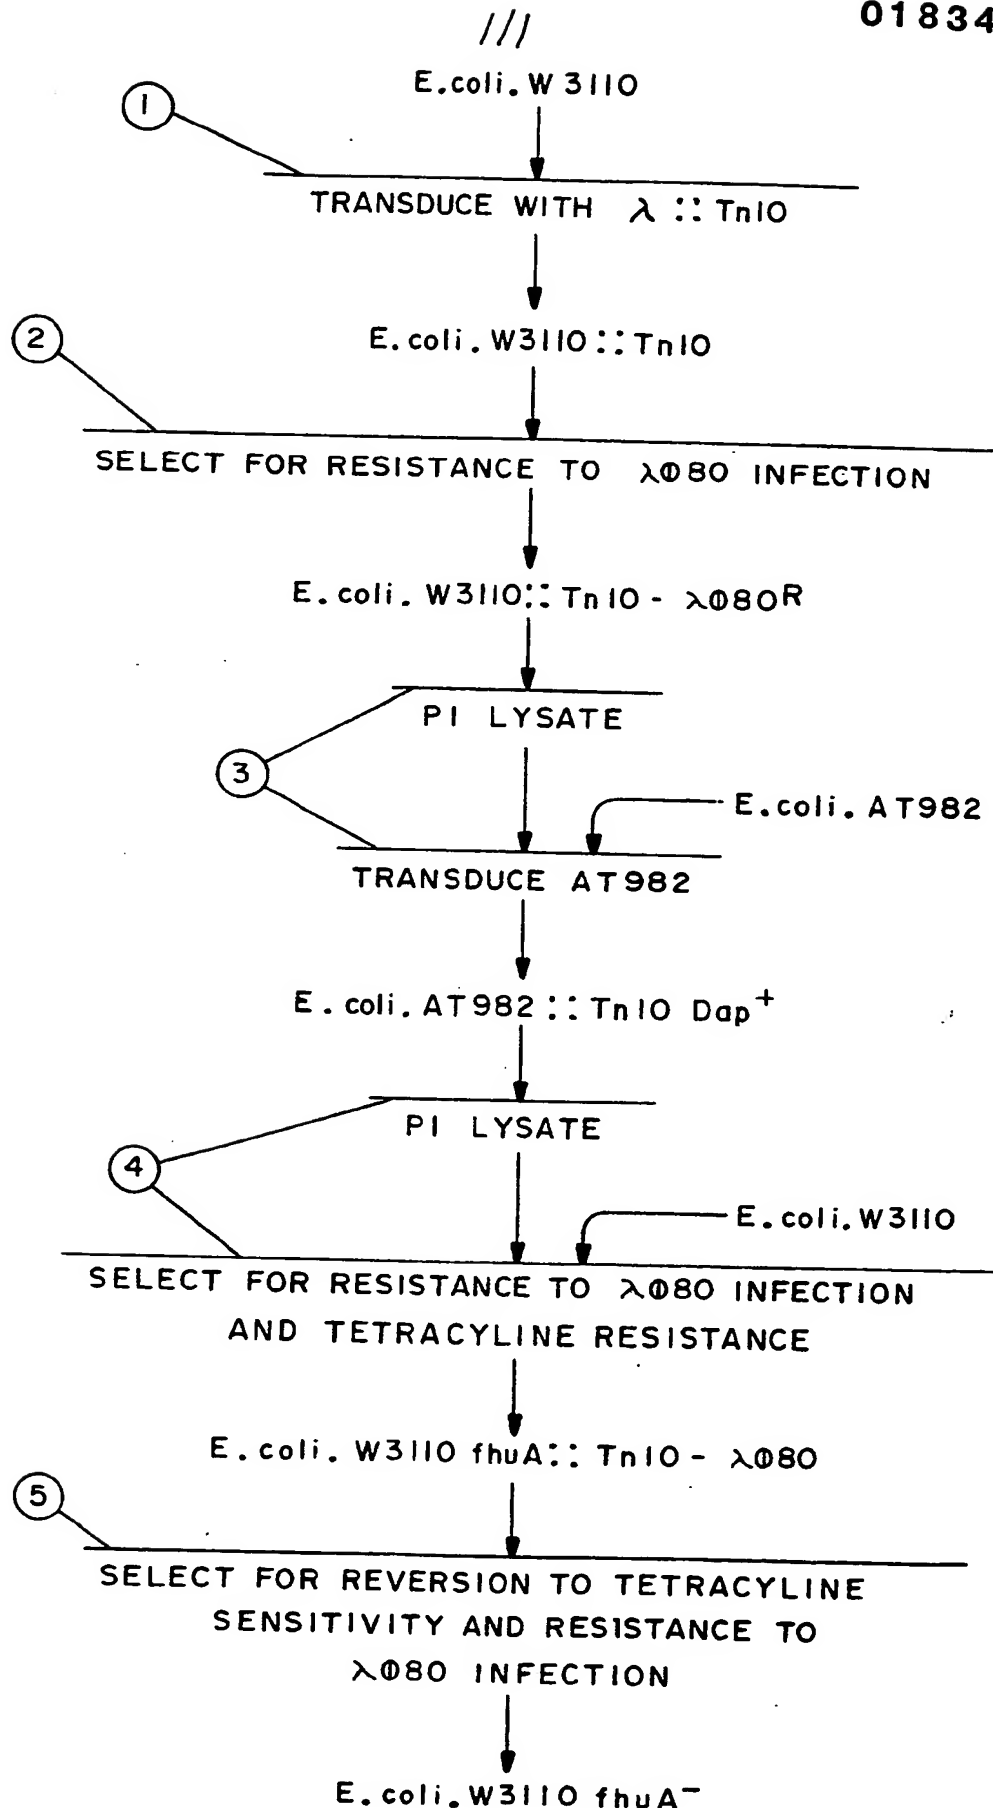 ///
01834
E.coli. W 3110
1
TRANSDUCE WITH λ :: Tn10
E.coli. W3110 :: Tn10
2
SELECT FOR RESISTANCE TO λΦ80 INFECTION
E. coli. W3110:: Tn10 - λΦ80R
P1 LYSATE
3
E.coli. AT982
TRANSDUCE AT982
E. coli. AT982 :: Tn10 Dap+
P1 LYSATE
4
E.coli. W3110
SELECT FOR RESISTANCE TO λΦ80 INFECTION
AND TETRACYLINE RESISTANCE
E. coli. W3110 fhuA:: Tn10 - λΦ80
5
SELECT FOR REVERSION TO TETRACYLINE
SENSITIVITY AND RESISTANCE TO
λΦ80 INFECTION
E. coli. W3110 fhuA-